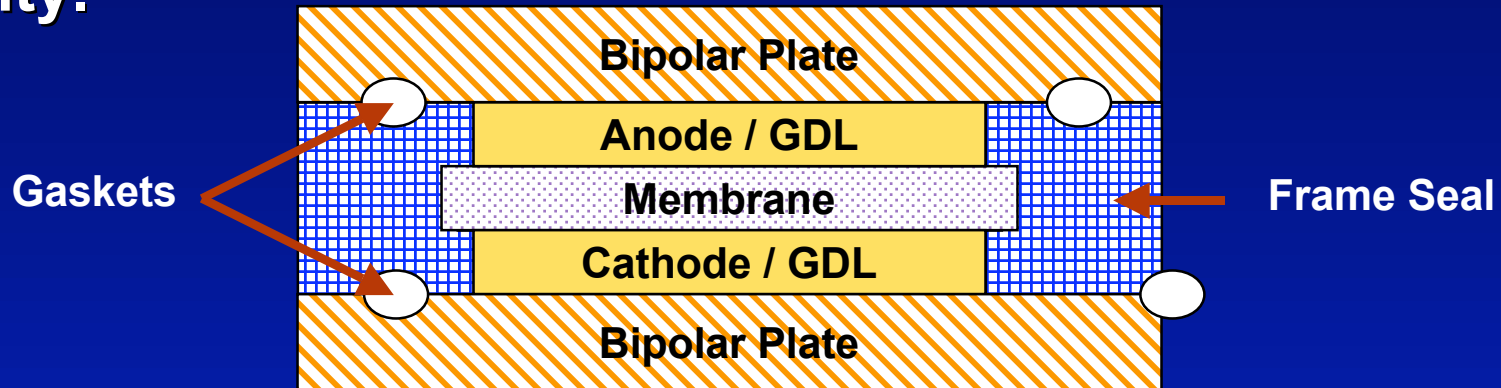 Bipolar Plate
Anode / GDL
Gaskets
Membrane
Frame Seal
Cathode / GDL
Bipolar Plate